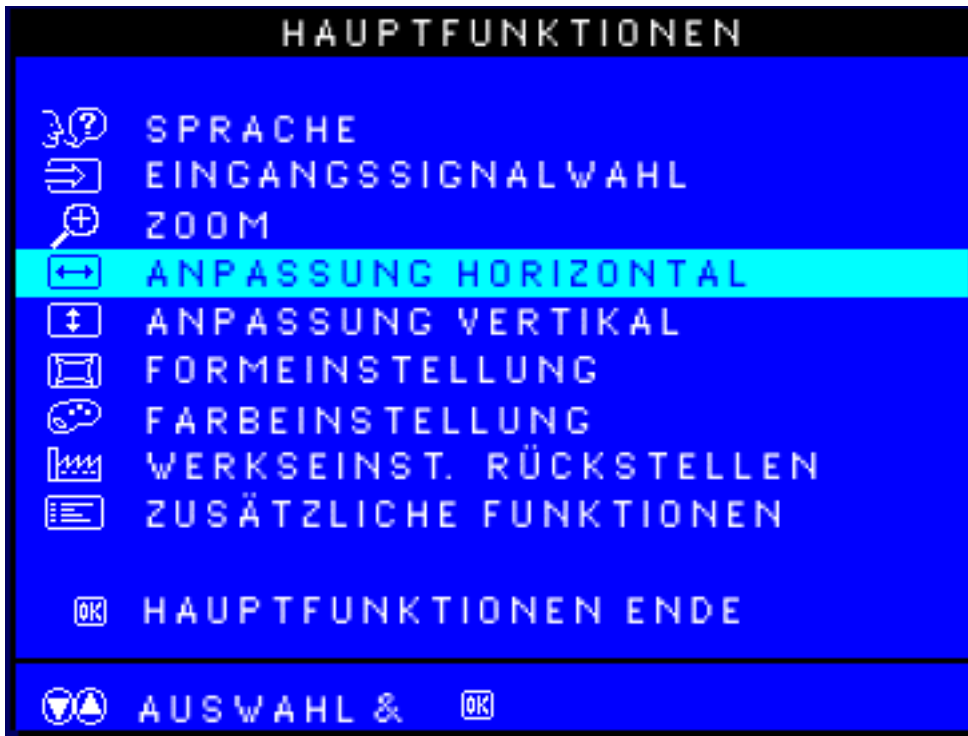 HAUPTFUNKTIONEN
SPRACHE
EINGANGSSIGNALWAHL
ZOOM
ANPASSUNG HORIZONTAL
ANPASSUNG VERTIKAL
FORMEINSTELLUNG
FARBEINSTELLUNG
WERKSEINST. RÜCKSTELLEN
ZUSÄTZLICHE FUNKTIONEN
OK HAUPTFUNKTIONEN ENDE
AUSWAHL & OK